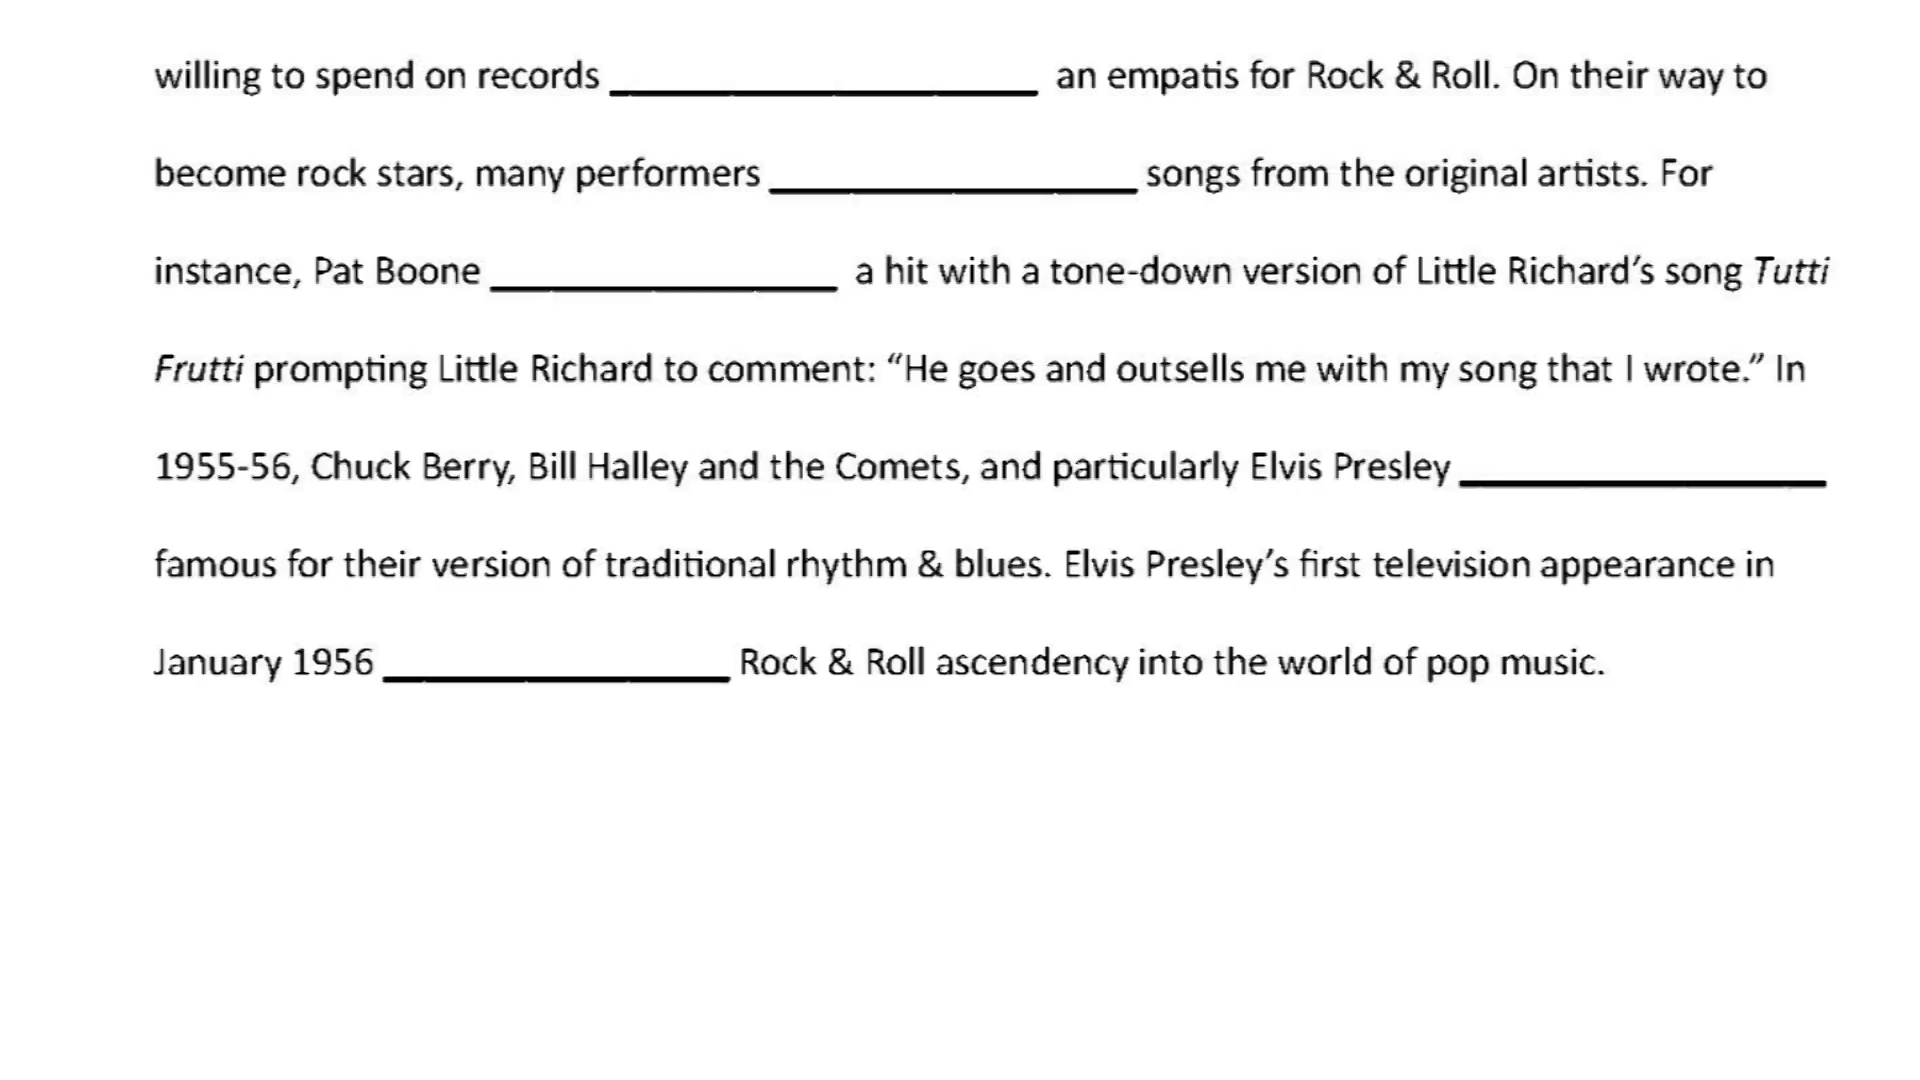 willing to spend on records ____________________ an empatis for Rock & Roll. On their way to
become rock stars, many performers __________________ songs from the original artists. For
instance, Pat Boone _________________ a hit with a tone-down version of Little Richard’s song Tutti
Frutti prompting Little Richard to comment: “He goes and outsells me with my song that I wrote.” In
1955-56, Chuck Berry, Bill Halley and the Comets, and particularly Elvis Presley __________________
famous for their version of traditional rhythm & blues. Elvis Presley’s first television appearance in
January 1956 _________________ Rock & Roll ascendency into the world of pop music.